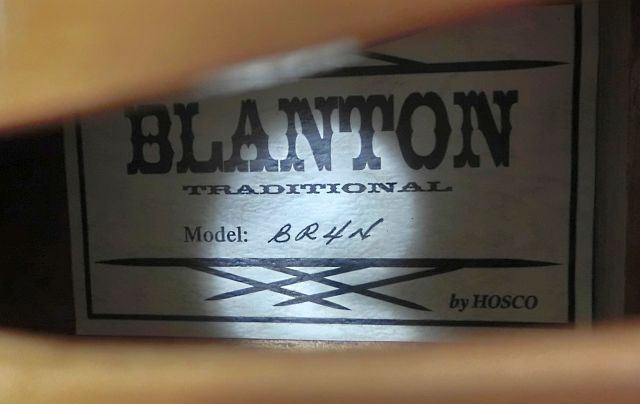 BLANTON
TRADITIONAL
Model: BR4N
by HOSCO